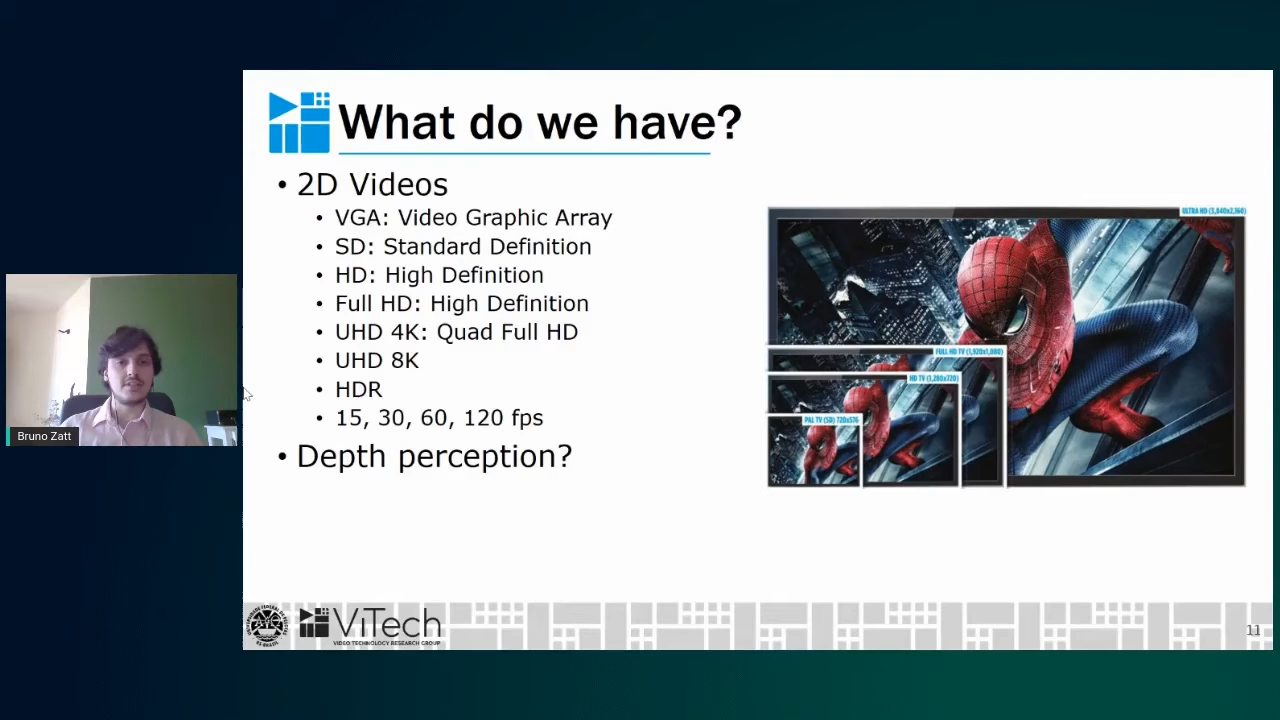 What do we have?
• 2D Videos
• VGA: Video Graphic Array
• SD: Standard Definition
• HD: High Definition
• Full HD: High Definition
• UHD 4K: Quad Full HD
• UHD 8K
• HDR
• 15, 30, 60, 120 fps
• Depth perception?
ULTRA HD (3,840x2,160)
FULL HD TV (1,920x1,080)
HD TV (1,280x720)
PAL TV (SD) 720x576
Bruno Zatt
ViTech
VIDEO TECHNOLOGY RESEARCH GROUP
11